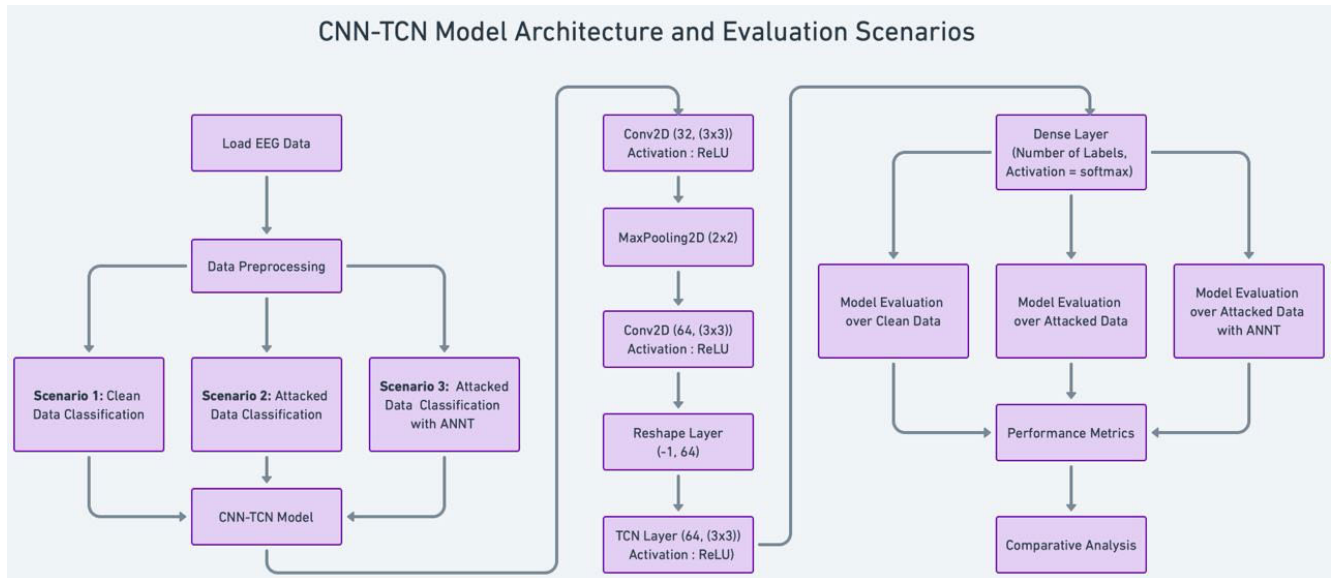 CNN-TCN Model Architecture and Evaluation Scenarios
Load EEG Data
Data Preprocessing
Scenario 1: Clean
Data Classification
Scenario 2: Attacked
Data Classification
Scenario 3: Attacked
Data Classification
with ANNT
CNN-TCN Model
Conv2D (32, (3x3))
Activation : ReLU
MaxPooling2D (2x2)
Conv2D (64, (3x3))
Activation : ReLU
Reshape Layer
(-1, 64)
TCN Layer (64, (3x3))
Activation : ReLU)
Dense Layer
(Number of Labels,
Activation = softmax)
Model Evaluation
over Clean Data
Model Evaluation
over Attacked Data
Model Evaluation
over Attacked Data
with ANNT
Performance Metrics
Comparative Analysis